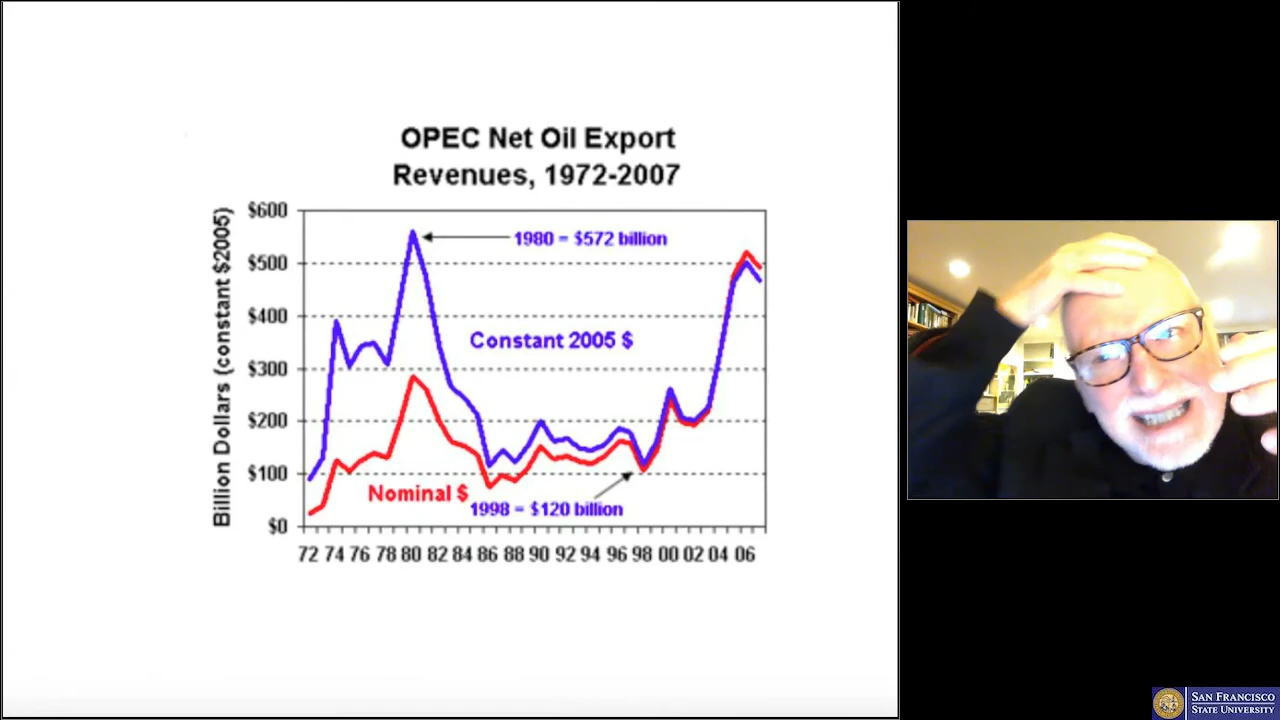 OPEC Net Oil Export
Revenues, 1972-2007
Billion Dollars (constant $2005)
$600
$500
$400
$300
$200
$100
$0
1980 = $572 billion
Constant 2005 $
Nominal $
1998 = $120 billion
72 74 76 78 80 82 84 86 88 90 92 94 96 98 00 02 04 06
SAN FRANCISCO
STATE UNIVERSITY